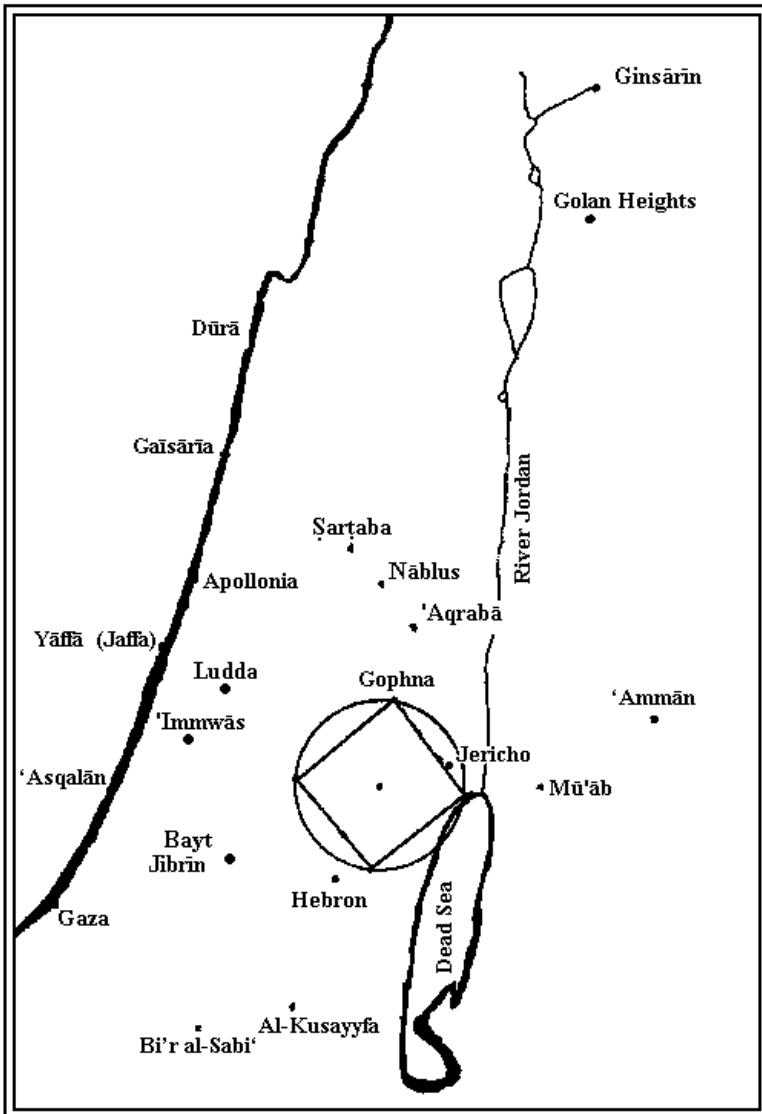 Ginsārīn
Golan Heights
Dūrā
Gaīsārīa
River Jordan
Sarṭaba
Nāblus
Apollonia
'Aqrabā
Yāffā (Jaffa)
Ludda
Gophna
‘Ammān
'Immwās
Jericho
‘Asqalān
Mū'āb
Bayt
Jibrīn
Hebron
Gaza
Dead Sea
Al-Kusayyfa
Bi’r al-Sabi‘